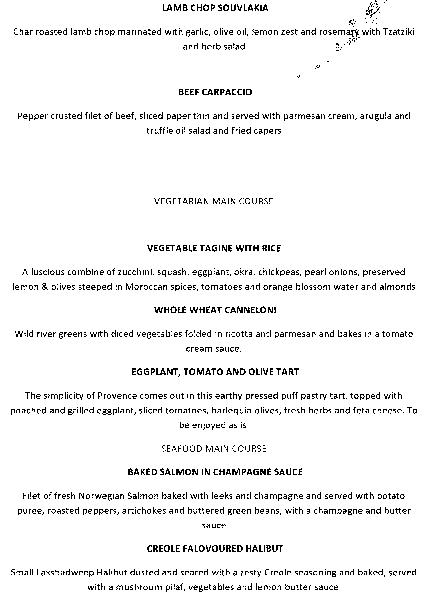 LAMB CHOP SOUVLAKIA
Char roasted lamb chop marinated with garlic, olive oil, lemon zest and rosemary with Tzatziki
and herb salad
BEEF CARPACCIO
Pepper crusted filet of beef, sliced paper thin and served with parmesan cream, arugula and
truffle oil salad and fried capers
VEGETARIAN MAIN COURSE
VEGETABLE TAGINE WITH RICE
A luscious combine of zucchini, squash, eggplant, okra, chickpeas, pearl onions, preserved
lemon & olives steeped in Moroccan spices, tomatoes and orange blossom water and almonds
WHOLE WHEAT CANNELONI
Wild river greens with diced vegetables folded in ricotta and parmesan and bakes in a tomato
cream sauce.
EGGPLANT, TOMATO AND OLIVE TART
The simplicity of Provence comes out in this earthy pressed puff pastry tart, topped with
poached and grilled eggplant, sliced tomatoes, harlequin olives, fresh herbs and feta cheese. To
be enjoyed as is
SEAFOOD MAIN COURSE
BAKED SALMON IN CHAMPAGNE SAUCE
Filet of fresh Norwegian Salmon baked with leeks and champagne and served with potato
puree, roasted peppers, artichokes and buttered green beans, with a champagne and butter
sauce
CREOLE FALOVOURED HALIBUT
Small Laxshadweep Halibut dusted and seared with a zesty Creole seasoning and baked, served
with a mushroom pilaf, vegetables and lemon butter sauce